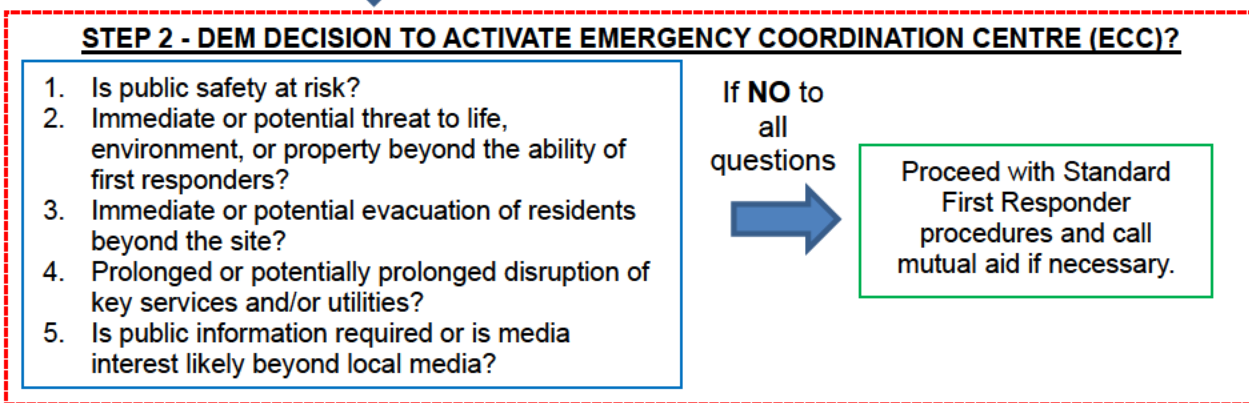 STEP 2 - DEM DECISION TO ACTIVATE EMERGENCY COORDINATION CENTRE (ECC)?
1. Is public safety at risk?
2. Immediate or potential threat to life,
environment, or property beyond the ability of
first responders?
3. Immediate or potential evacuation of residents
beyond the site?
4. Prolonged or potentially prolonged disruption of
key services and/or utilities?
5. Is public information required or is media
interest likely beyond local media?
If NO to
all
questions
Proceed with Standard
First Responder
procedures and call
mutual aid if necessary.